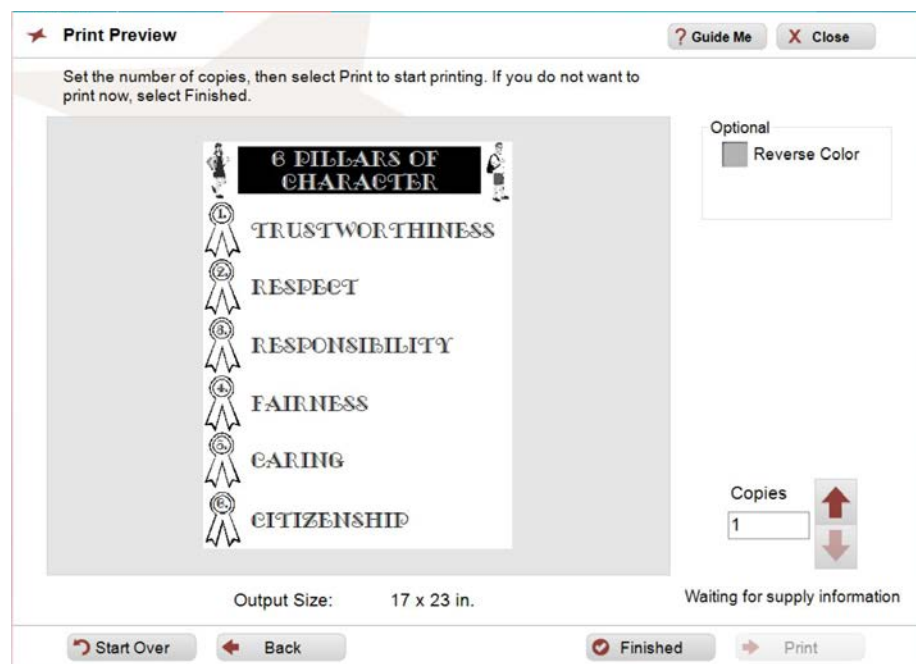 Print Preview
? Guide Me
X Close
Set the number of copies, then select Print to start printing. If you do not want to
print now, select Finished.
6 PILLARS OF
CHARACTER
1. TRUSTWORTHINESS
2. RESPECT
3. RESPONSIBILITY
4. FAIRNESS
5. CARING
6. CITIZENSHIP
Optional
Reverse Color
Copies
1
Output Size: 17 x 23 in.
Waiting for supply information
Start Over
Back
Finished
Print